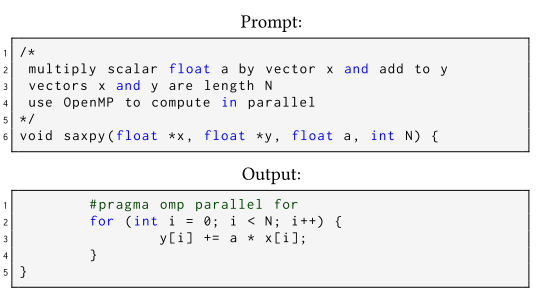 Prompt:
1 /*
2  multiply scalar float a by vector x and add to y
3  vectors x and y are length N
4  use OpenMP to compute in parallel
5 */
6 void saxpy(float *x, float *y, float a, int N) {
Output:
1         #pragma omp parallel for
2         for (int i = 0; i < N; i++) {
3                 y[i] += a * x[i];
4         }
5 }